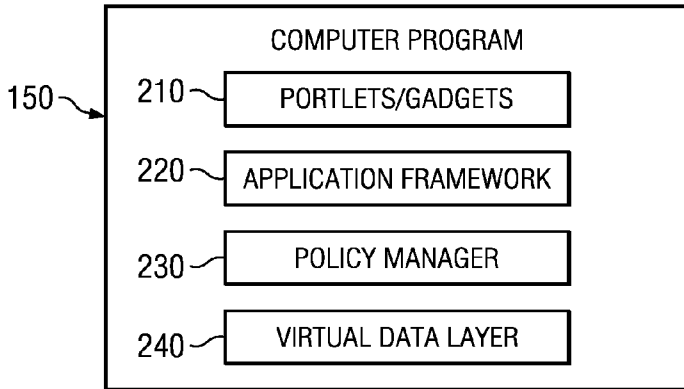 COMPUTER PROGRAM
150
210 PORTLETS/GADGETS
220 APPLICATION FRAMEWORK
230 POLICY MANAGER
240 VIRTUAL DATA LAYER